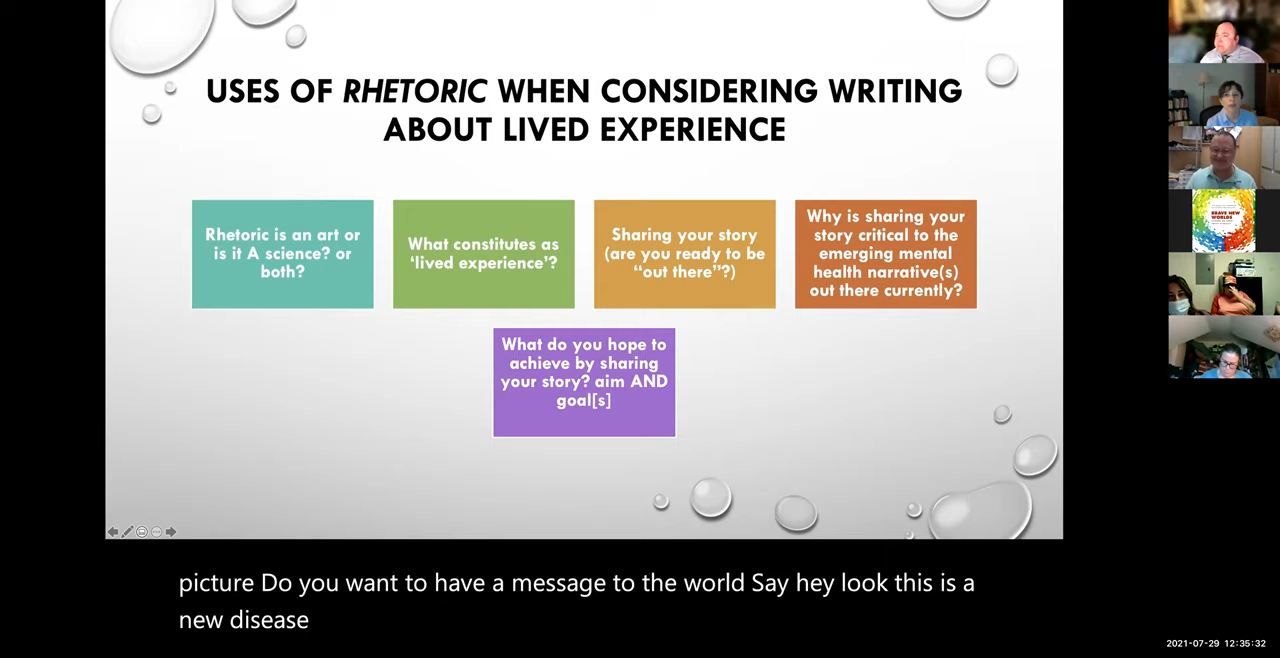 USES OF RHETORIC WHEN CONSIDERING WRITING
ABOUT LIVED EXPERIENCE
Rhetoric is an art or
is it A science? or
both?
What constitutes as
‘lived experience’?
Sharing your story
(are you ready to be
“out there”?)
Why is sharing your
story critical to the
emerging mental
health narrative(s)
out there currently?
What do you hope to
achieve by sharing
your story? aim AND
goal[s]
BRAVE NEW
WORLDS
picture Do you want to have a message to the world Say hey look this is a
new disease
2021-07-29 12:35:32